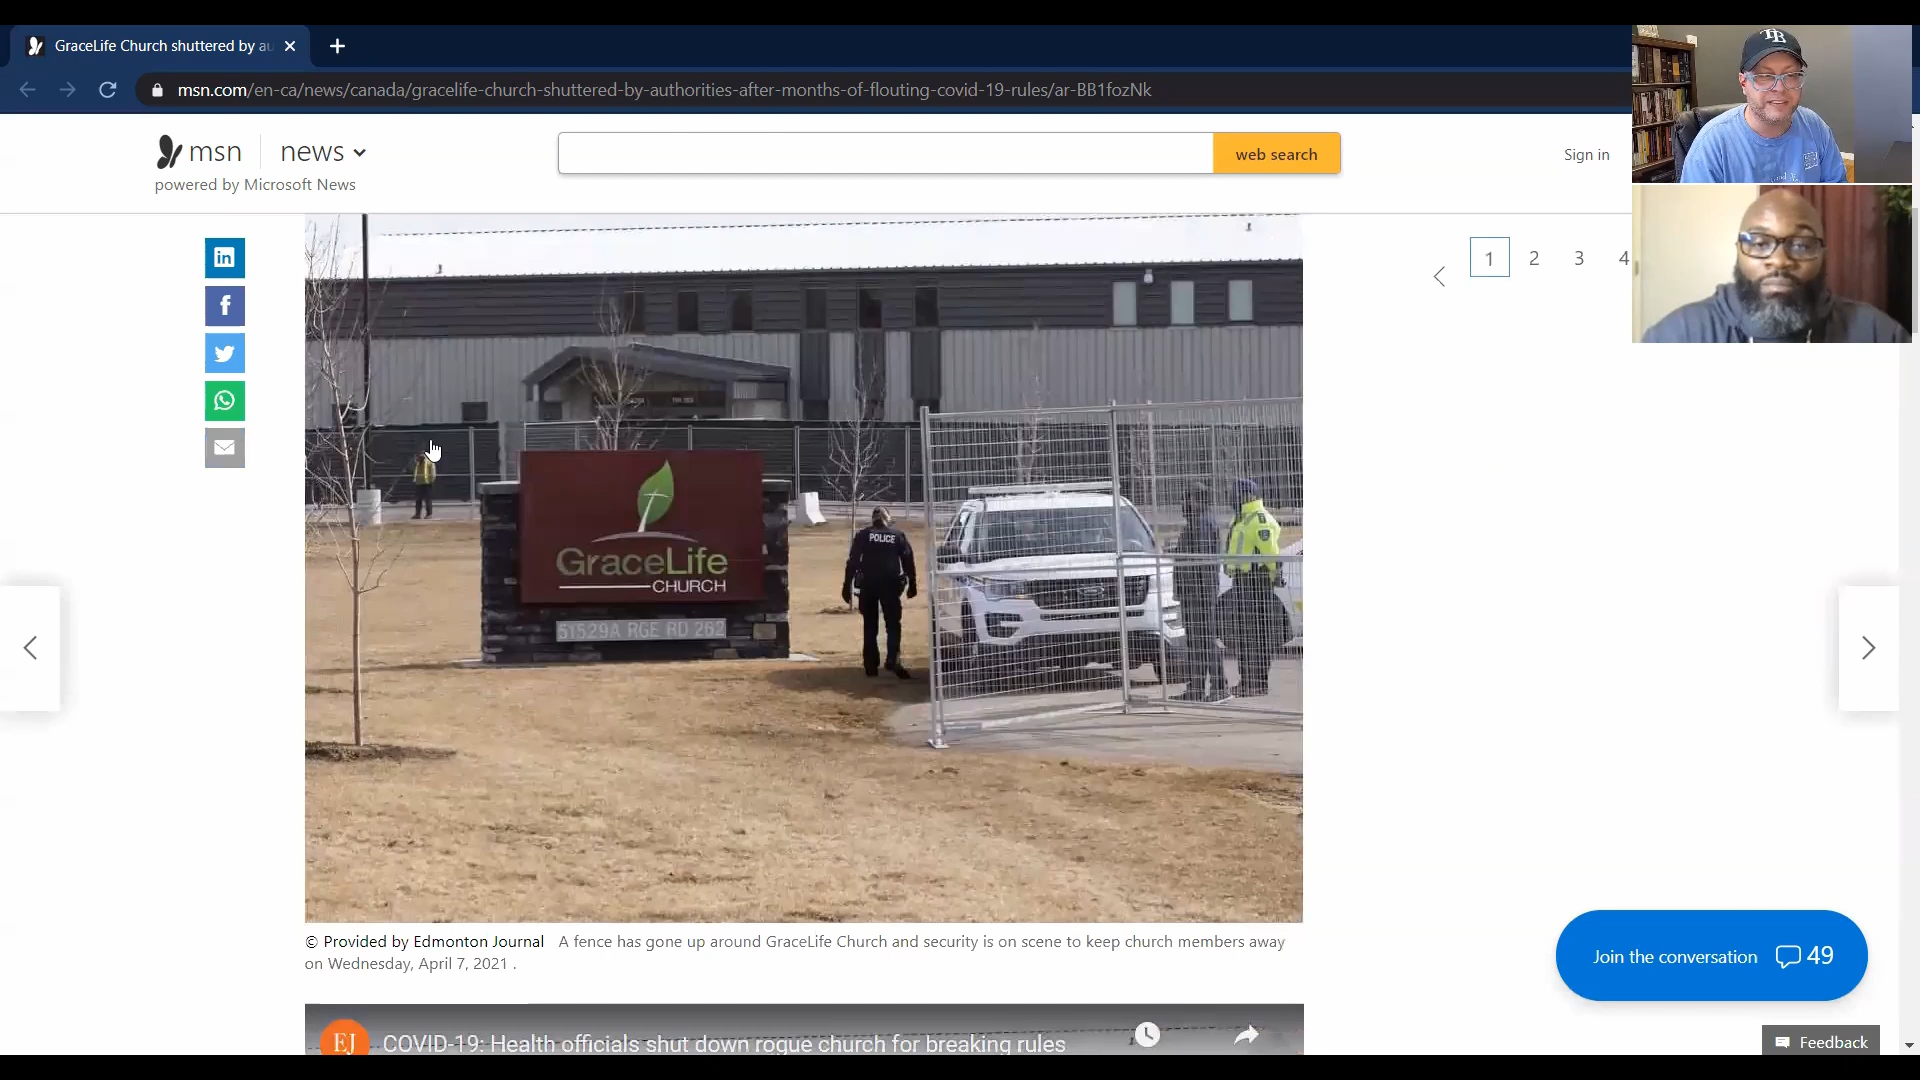 GraceLife Church shuttered by au
msn.com/en-ca/news/canada/gracelife-church-shuttered-by-authorities-after-months-of-flouting-covid-19-rules/ar-BB1fozNk
TB
msn
news
web search
Sign in
powered by Microsoft News
in
f
1
2
3
4
POLICE
GraceLife
CHURCH
51529A RGE RD 262
© Provided by Edmonton Journal A fence has gone up around GraceLife Church and security is on scene to keep church members away
on Wednesday, April 7, 2021 .
Join the conversation 49
EJ
COVID-19: Health officials shut down rogue church for breaking rules
Feedback